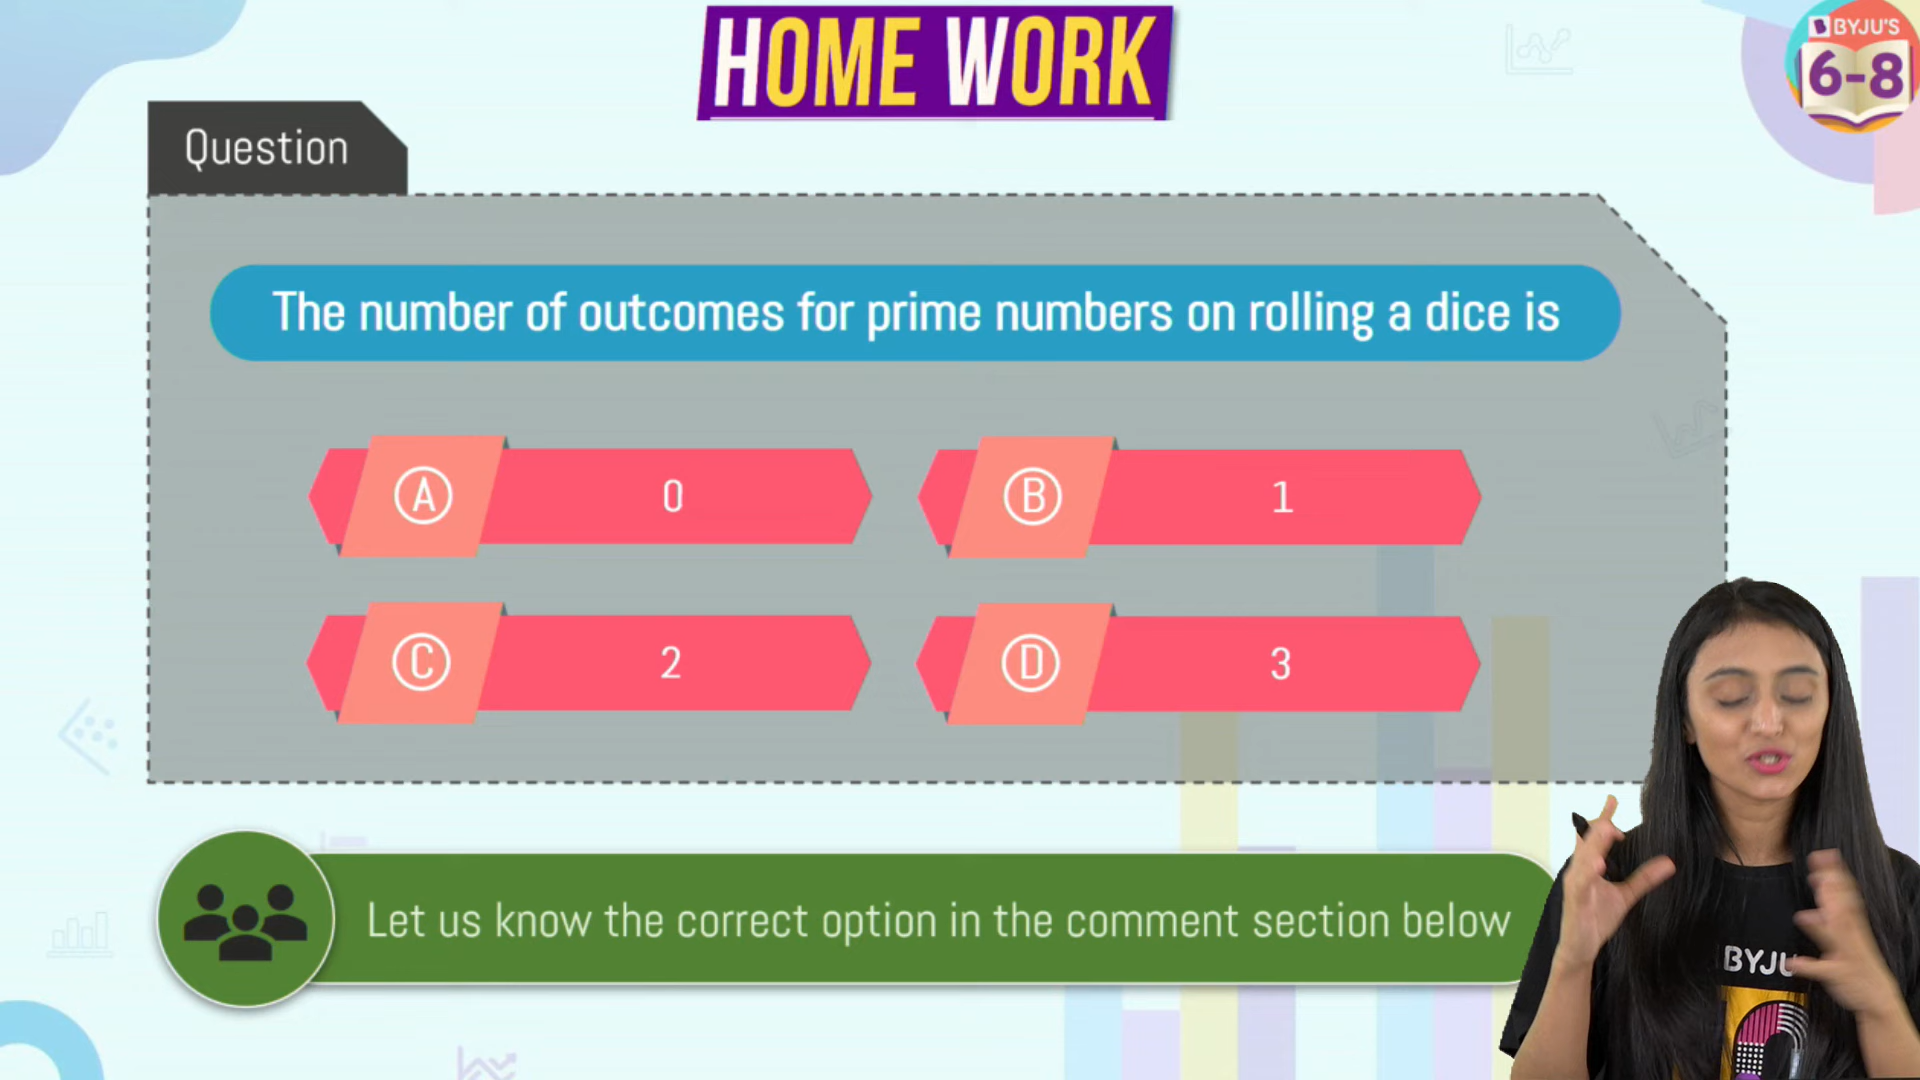 HOME WORK
BYJU'S
6-8
Question
The number of outcomes for prime numbers on rolling a dice is
A 0
B 1
C 2
D 3
Let us know the correct option in the comment section below
BYJU